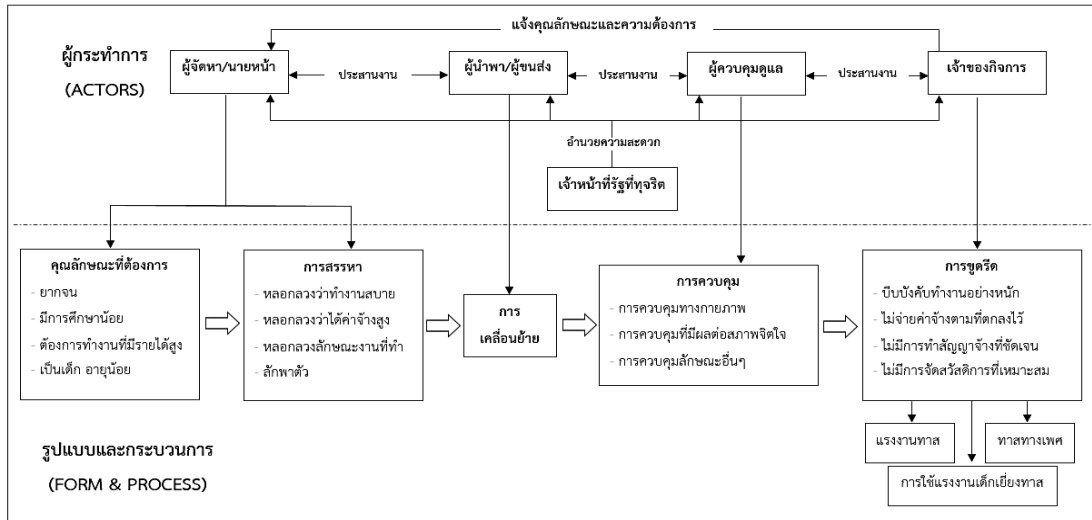 แจ้งคุณลักษณะและความต้องการ
ผู้กระทำการ
(ACTORS)
ผู้จัดหา/นายหน้า
ประสานงาน
ผู้นำพา/ผู้ขนส่ง
ประสานงาน
ผู้ควบคุมดูแล
ประสานงาน
เจ้าของกิจการ
อำนวยความสะดวก
เจ้าหน้าที่รัฐที่ทุจริต
คุณลักษณะที่ต้องการ
- ยากจน
- มีการศึกษาน้อย
- ต้องการทำงานที่มีรายได้สูง
- เป็นเด็ก อายุน้อย
การสรรหา
- หลอกลวงว่าทำงานสบาย
- หลอกลวงว่าได้ค่าจ้างสูง
- หลอกลวงลักษณะงานที่ทำ
- ลักพาตัว
การ
เคลื่อนย้าย
การควบคุม
- การควบคุมทางกายภาพ
- การควบคุมที่มีผลต่อสภาพจิตใจ
- การควบคุมลักษณะอื่นๆ
การขูดรีด
- บีบบังคับทำงานอย่างหนัก
- ไม่จ่ายค่าจ้างตามที่ตกลงไว้
- ไม่มีการทำสัญญาจ้างที่ชัดเจน
- ไม่มีการจัดสวัสดิการที่เหมาะสม
แรงงานทาส
ทาสทางเพศ
การใช้แรงงานเด็กเยี่ยงทาส
รูปแบบและกระบวนการ
(FORM & PROCESS)